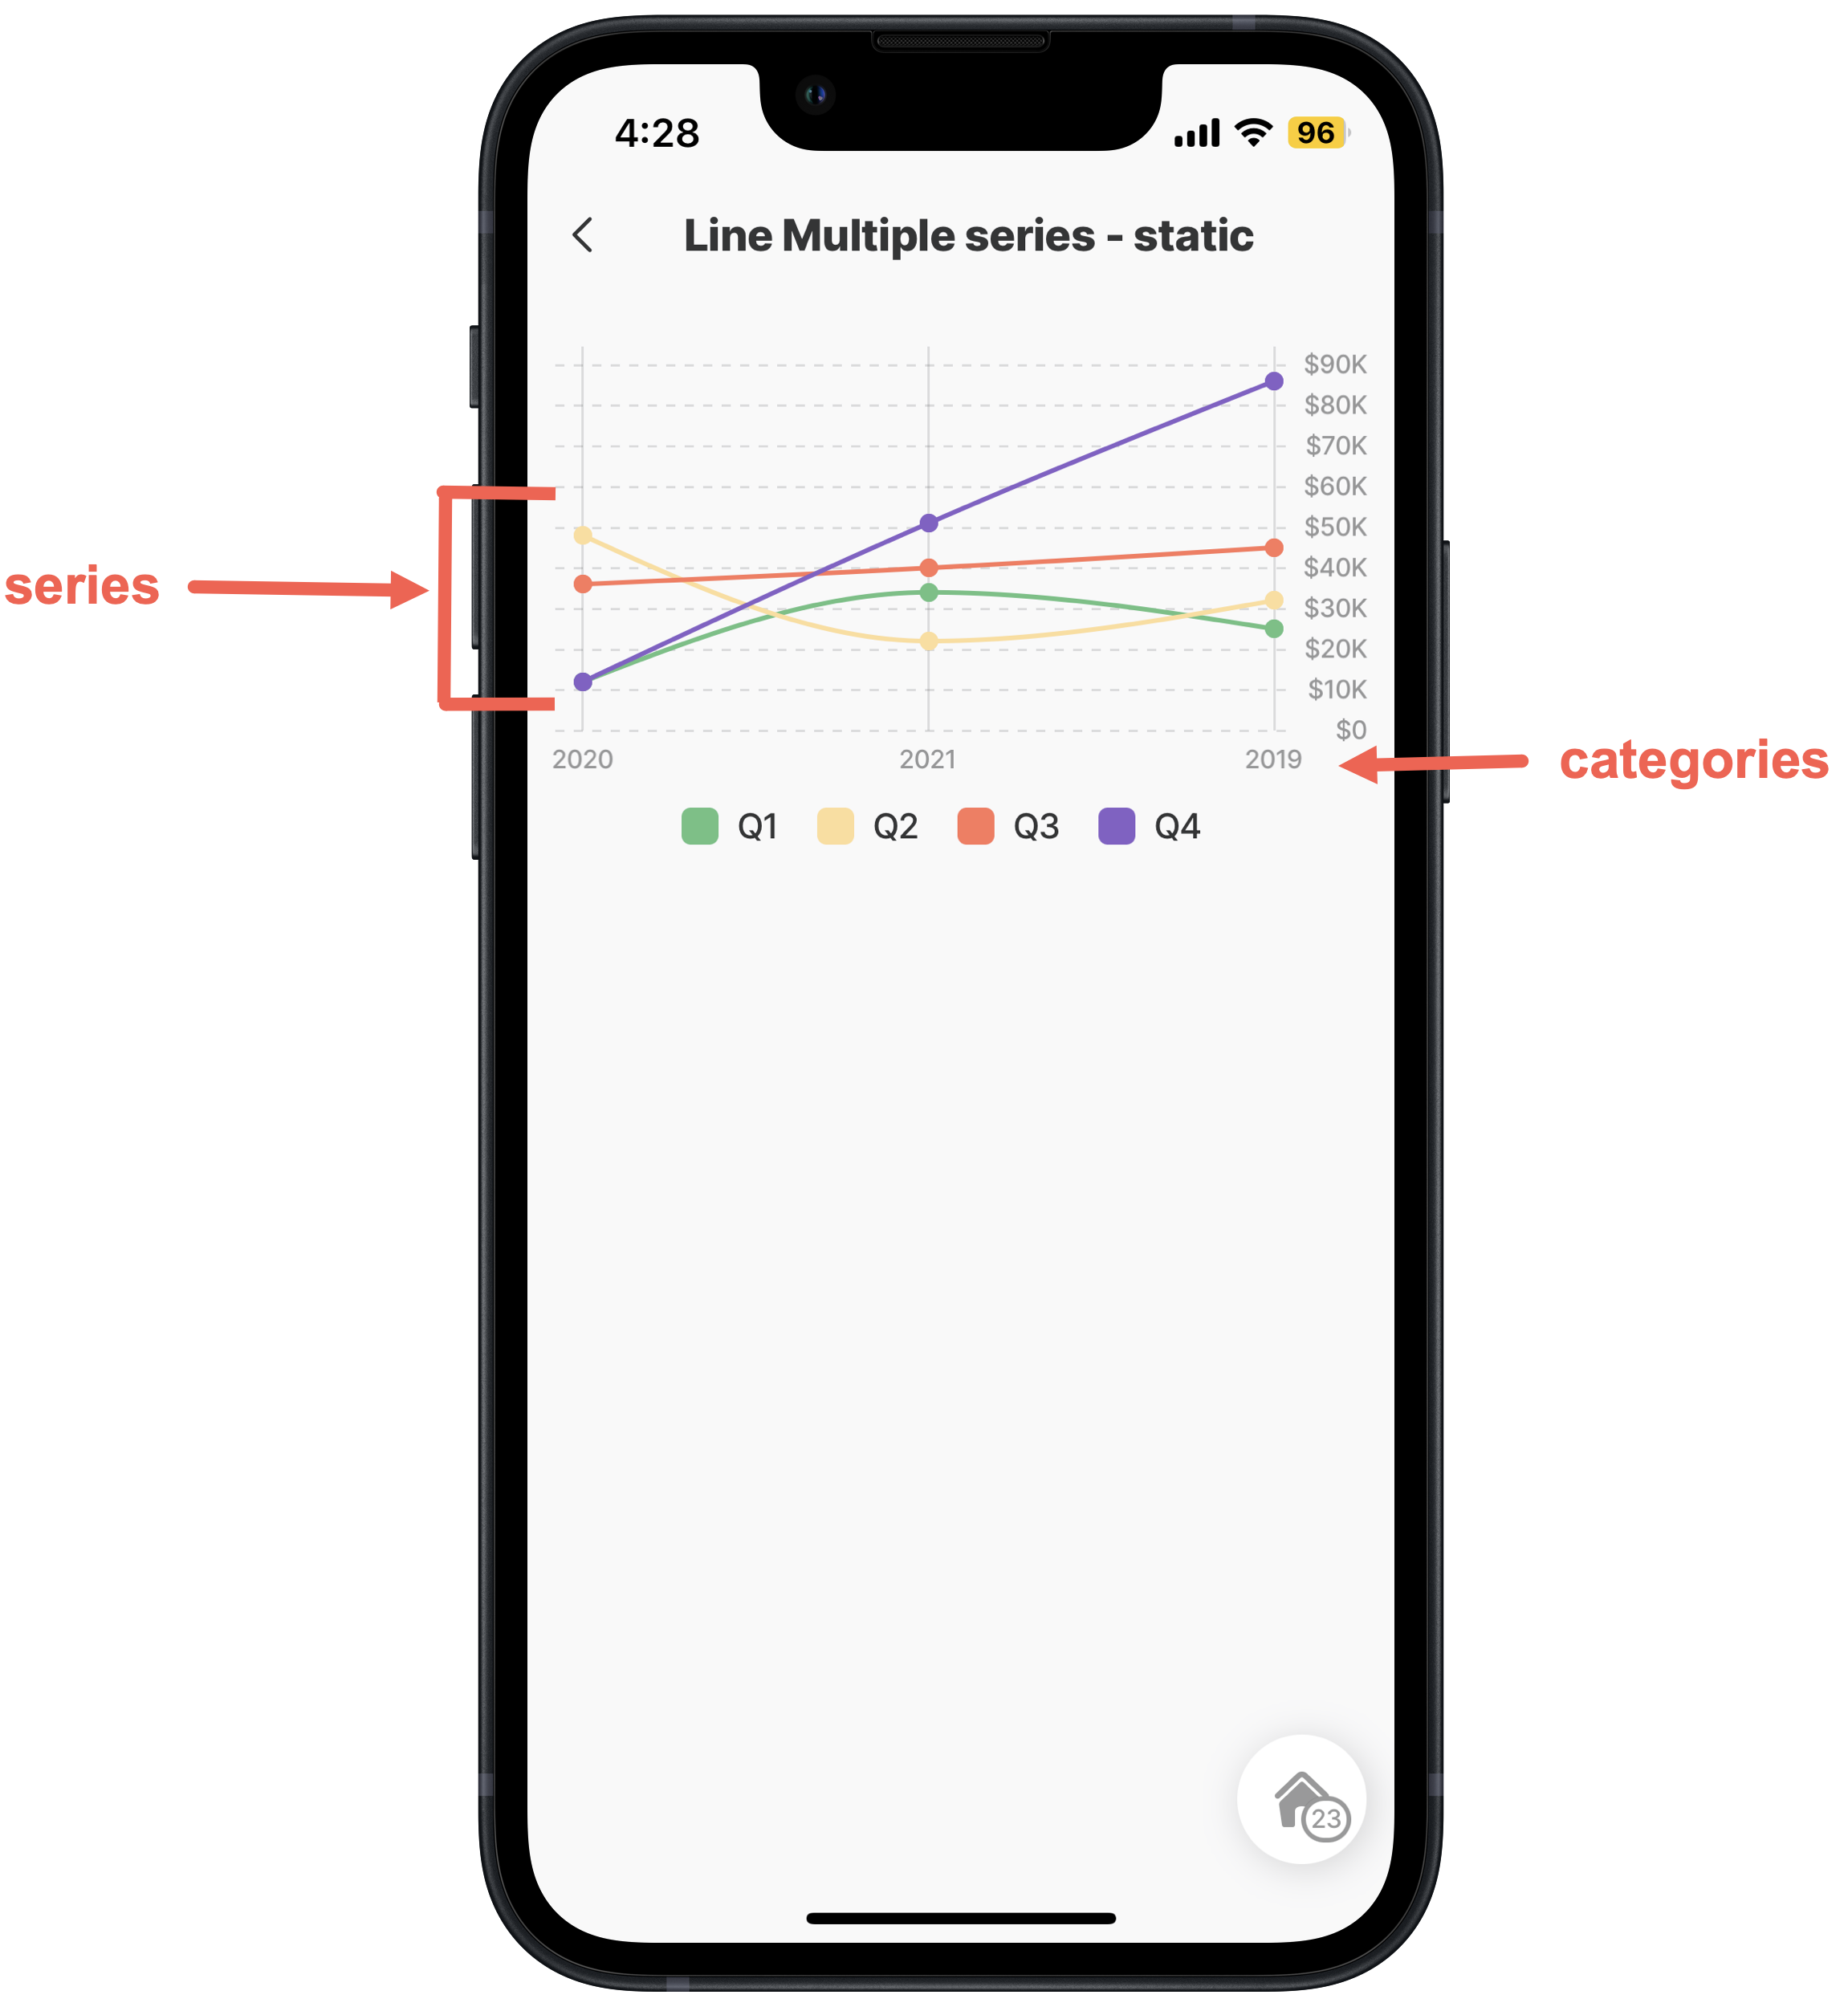 4:28
96
Line Multiple series - static
$90K
$80K
$70K
$60K
$50K
series
$40K
$30K
$20K
$10K
$0
2020 2021 2019
categories
Q1 Q2 Q3 Q4
23